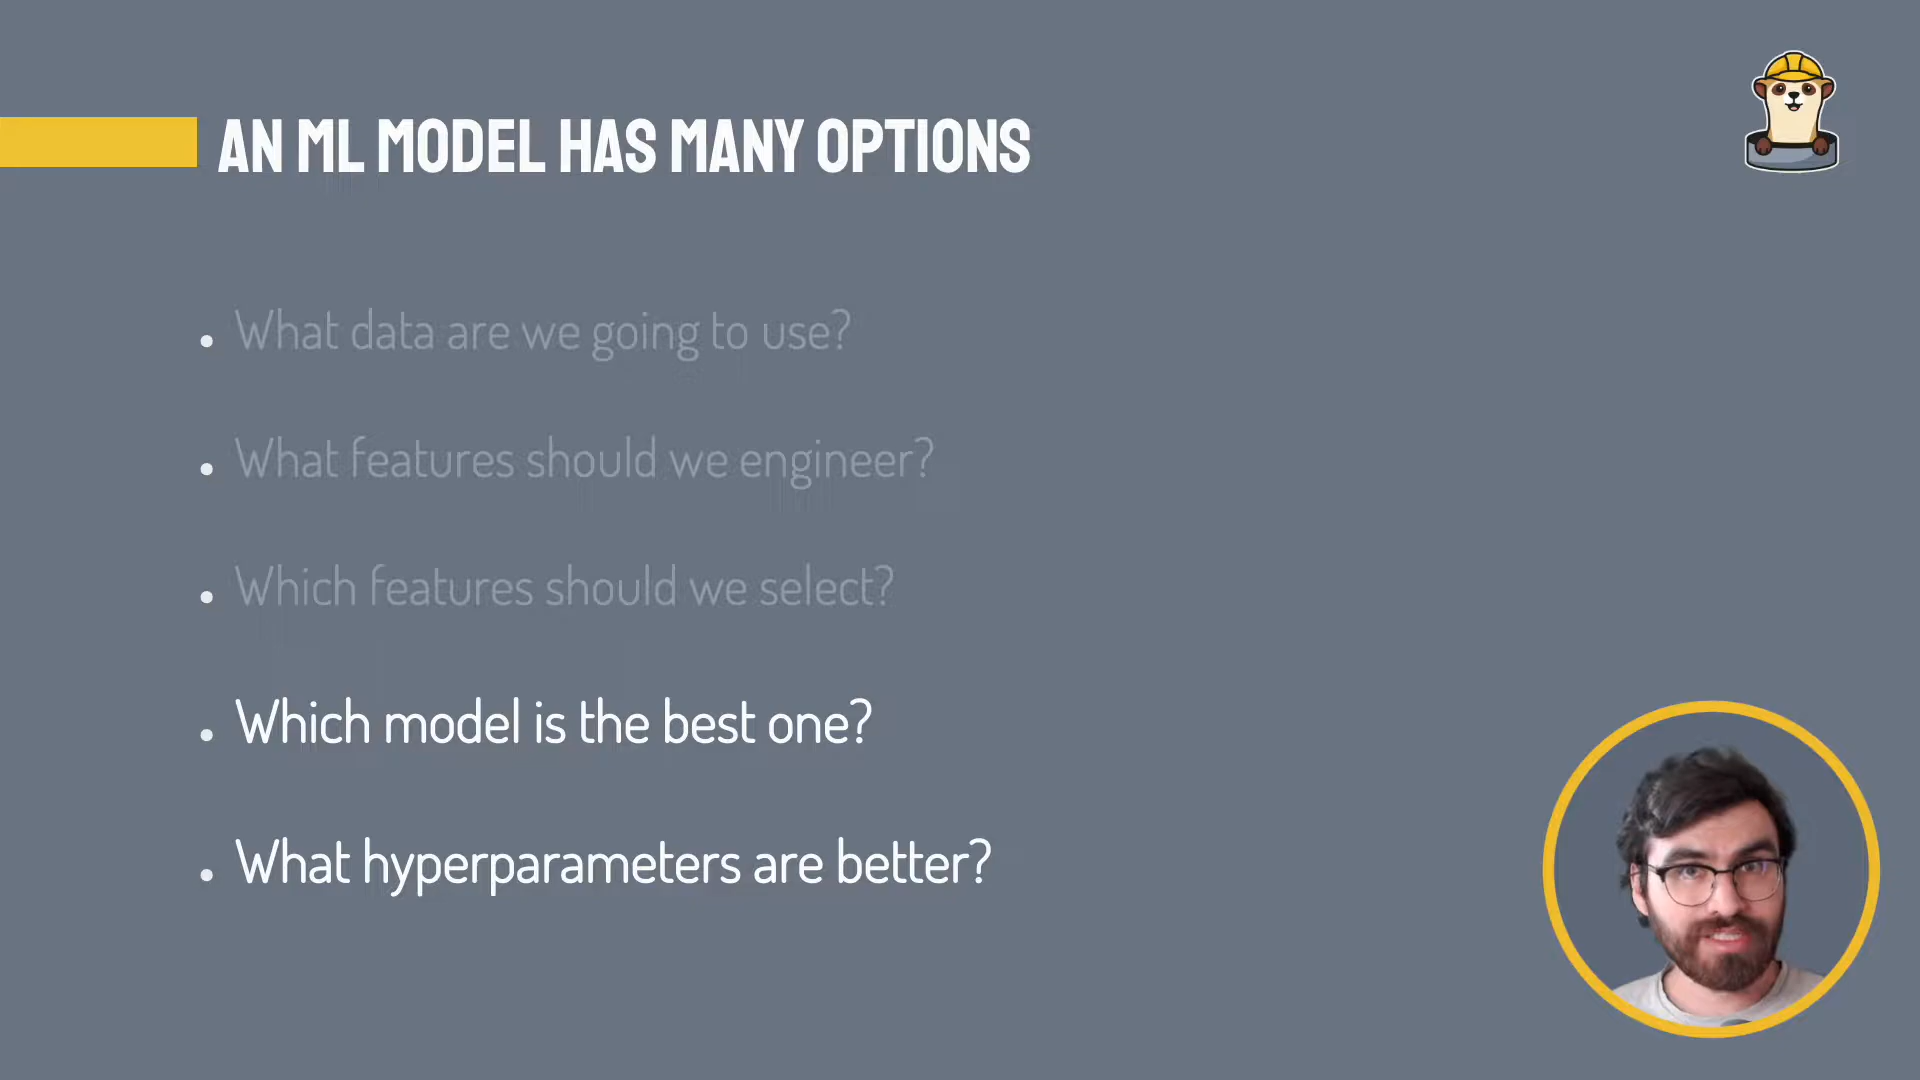 AN ML MODEL HAS MANY OPTIONS
What data are we going to use?
What features should we engineer?
Which features should we select?
Which model is the best one?
What hyperparameters are better?